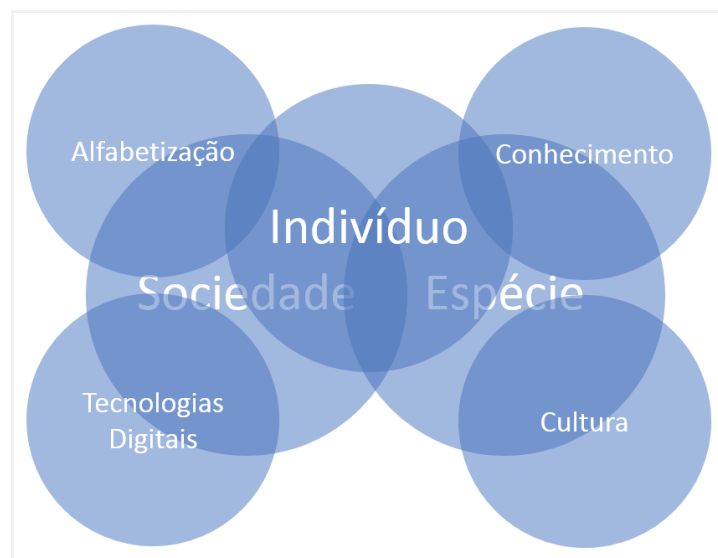 Alfabetização
Conhecimento
Indivíduo
Sociedade
Espécie
Tecnologias
Digitais
Cultura